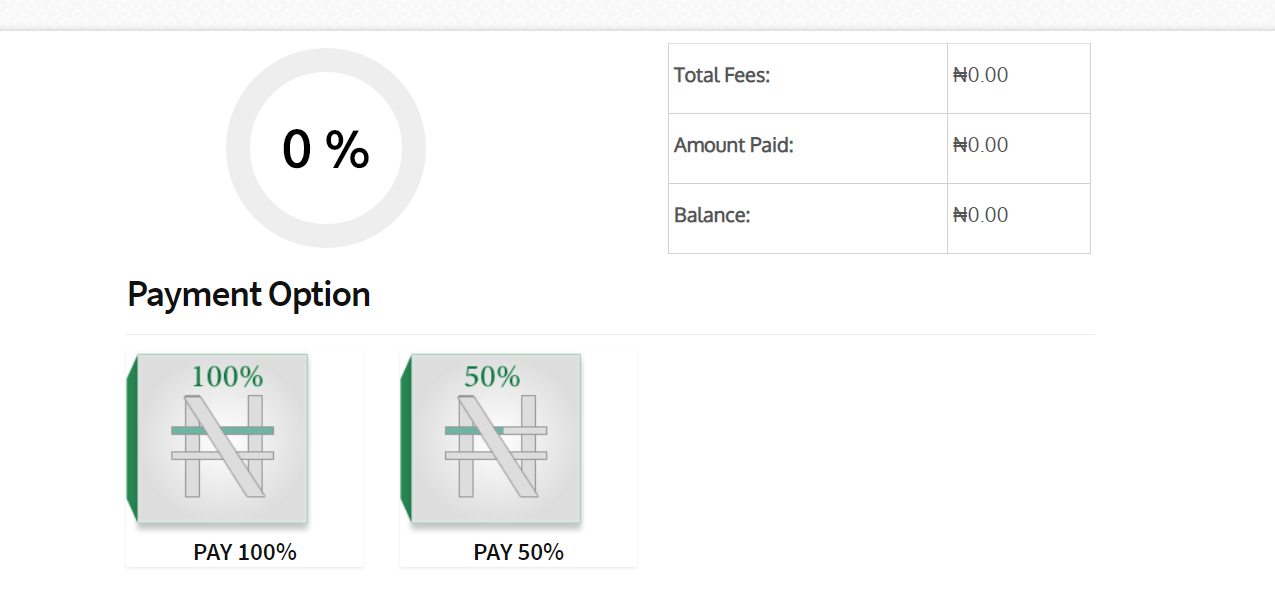 0 %
Total Fees: ₦0.00
Amount Paid: ₦0.00
Balance: ₦0.00
Payment Option
100%
₦
PAY 100%
50%
₦
PAY 50%